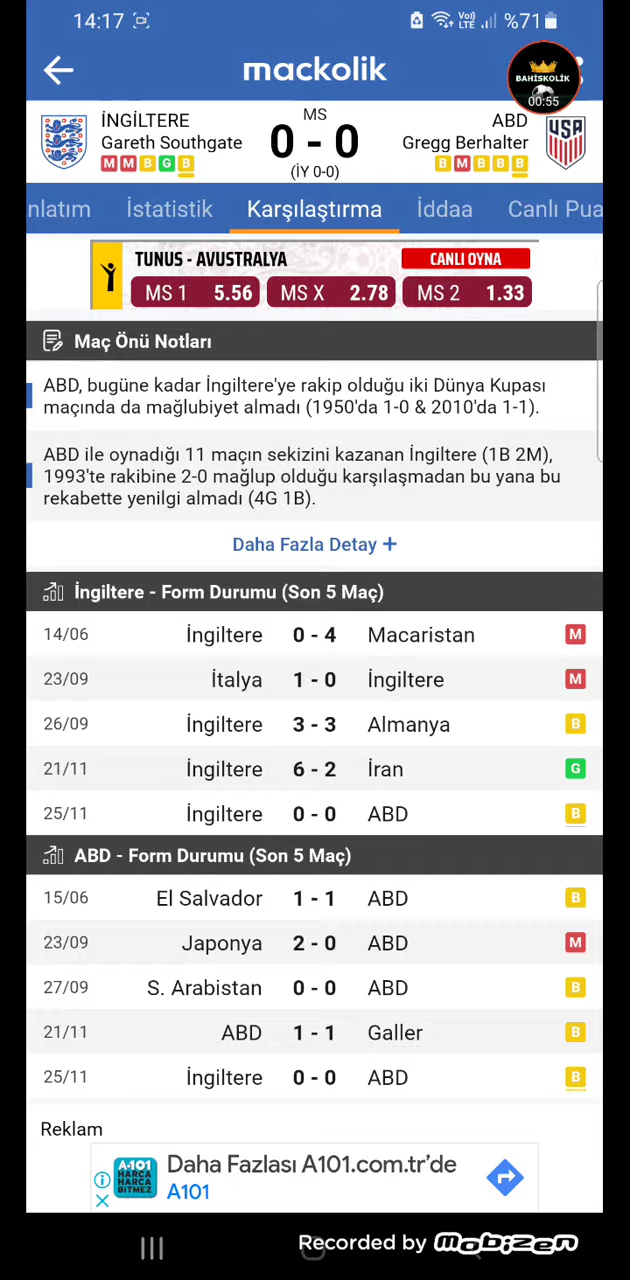 14:17 Vo) LTE %71
mackolik
BAHİSKOLİK
00:55
İNGİLTERE MS ABD
Gareth Southgate 0 - 0 Gregg Berhalter
M M B G B (İY 0-0) B M B B B
USA
nlatım İstatistik Karşılaştırma İddaa Canlı Pua
TUNUS - AVUSTRALYA CANLI OYNA
MS 1 5.56 MS X 2.78 MS 2 1.33
Maç Önü Notları
ABD, bugüne kadar İngiltere'ye rakip olduğu iki Dünya Kupası
maçında da mağlubiyet almadı (1950'da 1-0 & 2010'da 1-1).
ABD ile oynadığı 11 maçın sekizini kazanan İngiltere (1B 2M),
1993'te rakibine 2-0 mağlup olduğu karşılaşmadan bu yana bu
rekabette yenilgi almadı (4G 1B).
Daha Fazla Detay +
İngiltere - Form Durumu (Son 5 Maç)
14/06 İngiltere 0 - 4 Macaristan M
23/09 İtalya 1 - 0 İngiltere M
26/09 İngiltere 3 - 3 Almanya B
21/11 İngiltere 6 - 2 İran G
25/11 İngiltere 0 - 0 ABD B
ABD - Form Durumu (Son 5 Maç)
15/06 El Salvador 1 - 1 ABD B
23/09 Japonya 2 - 0 ABD M
27/09 S. Arabistan 0 - 0 ABD B
21/11 ABD 1 - 1 Galler B
25/11 İngiltere 0 - 0 ABD B
Reklam
A101 HARCA HARCA BİTMEZ
Daha Fazlası A101.com.tr'de
A101
Recorded by mobizen